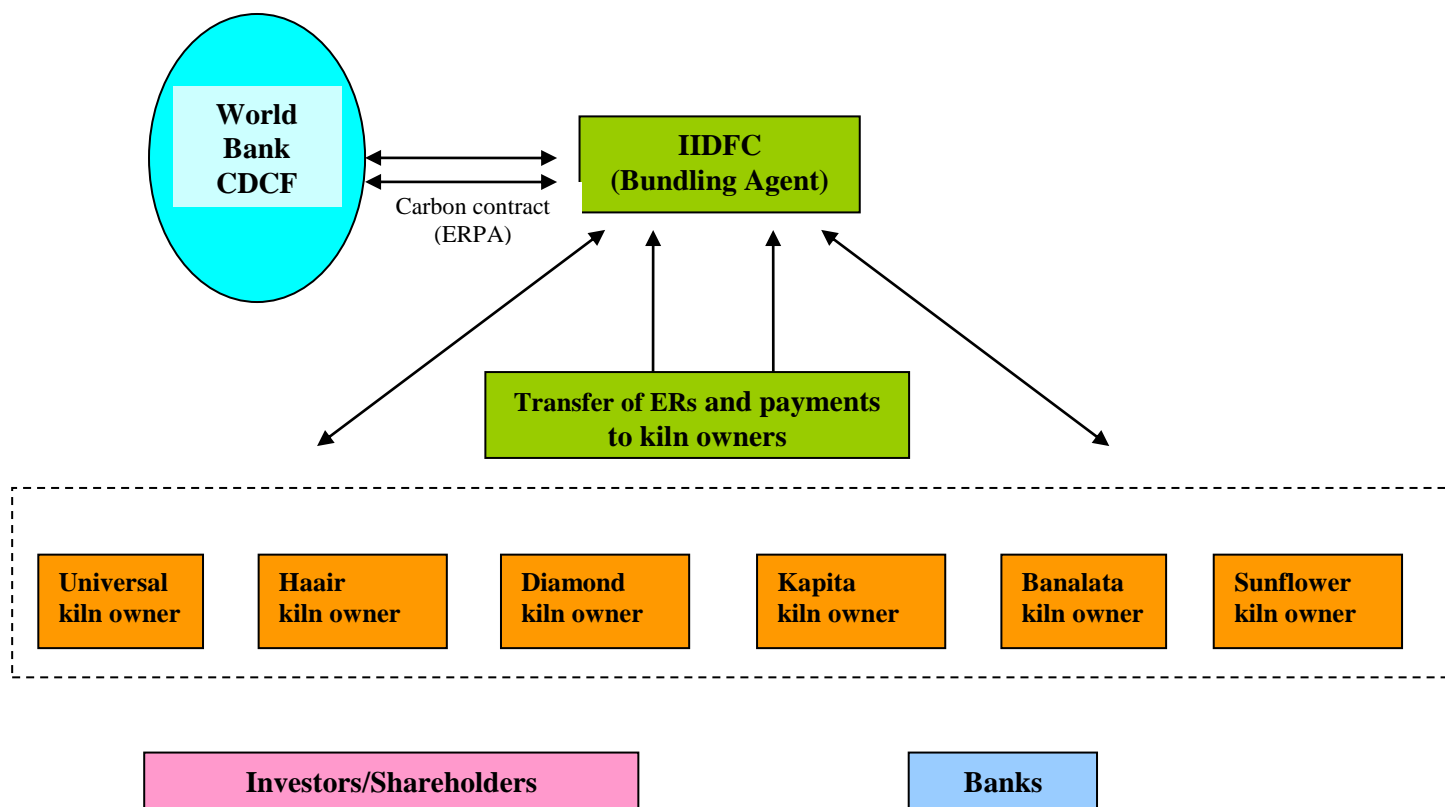 World
Bank
CDCF
IIDFC
(Bundling Agent)
Carbon contract
(ERPA)
Transfer of ERs and payments
to kiln owners
Universal
kiln owner
Haair
kiln owner
Diamond
kiln owner
Kapita
kiln owner
Banalata
kiln owner
Sunflower
kiln owner
Investors/Shareholders
Banks